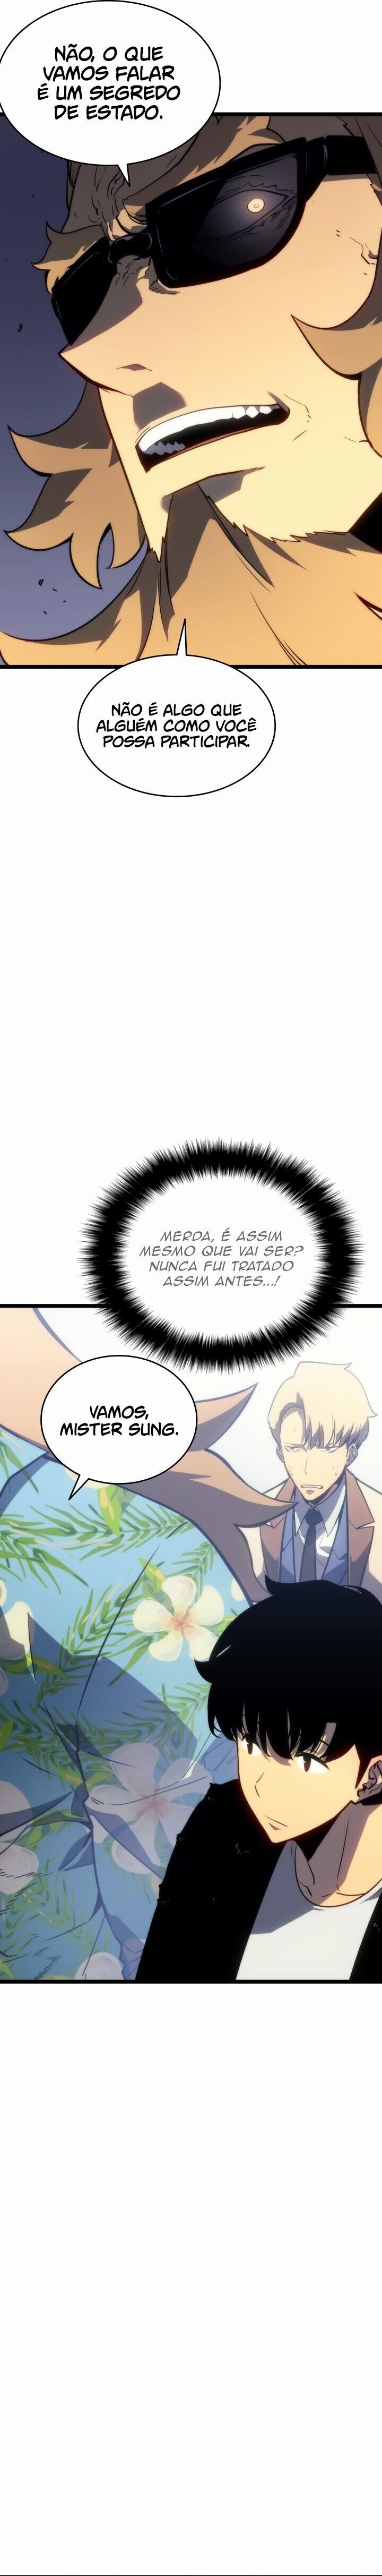 NÃO, O QUE
VAMOS FALAR
É UM SEGREDO
DE ESTADO.
NÃO É ALGO QUE
ALGUÉM COMO VOCÊ
POSSA PARTICIPAR.
MERDA, É ASSIM
MESMO QUE VAI SER?
NUNCA FUI TRATADO
ASSIM ANTES...!
VAMOS,
MISTER SUNG.